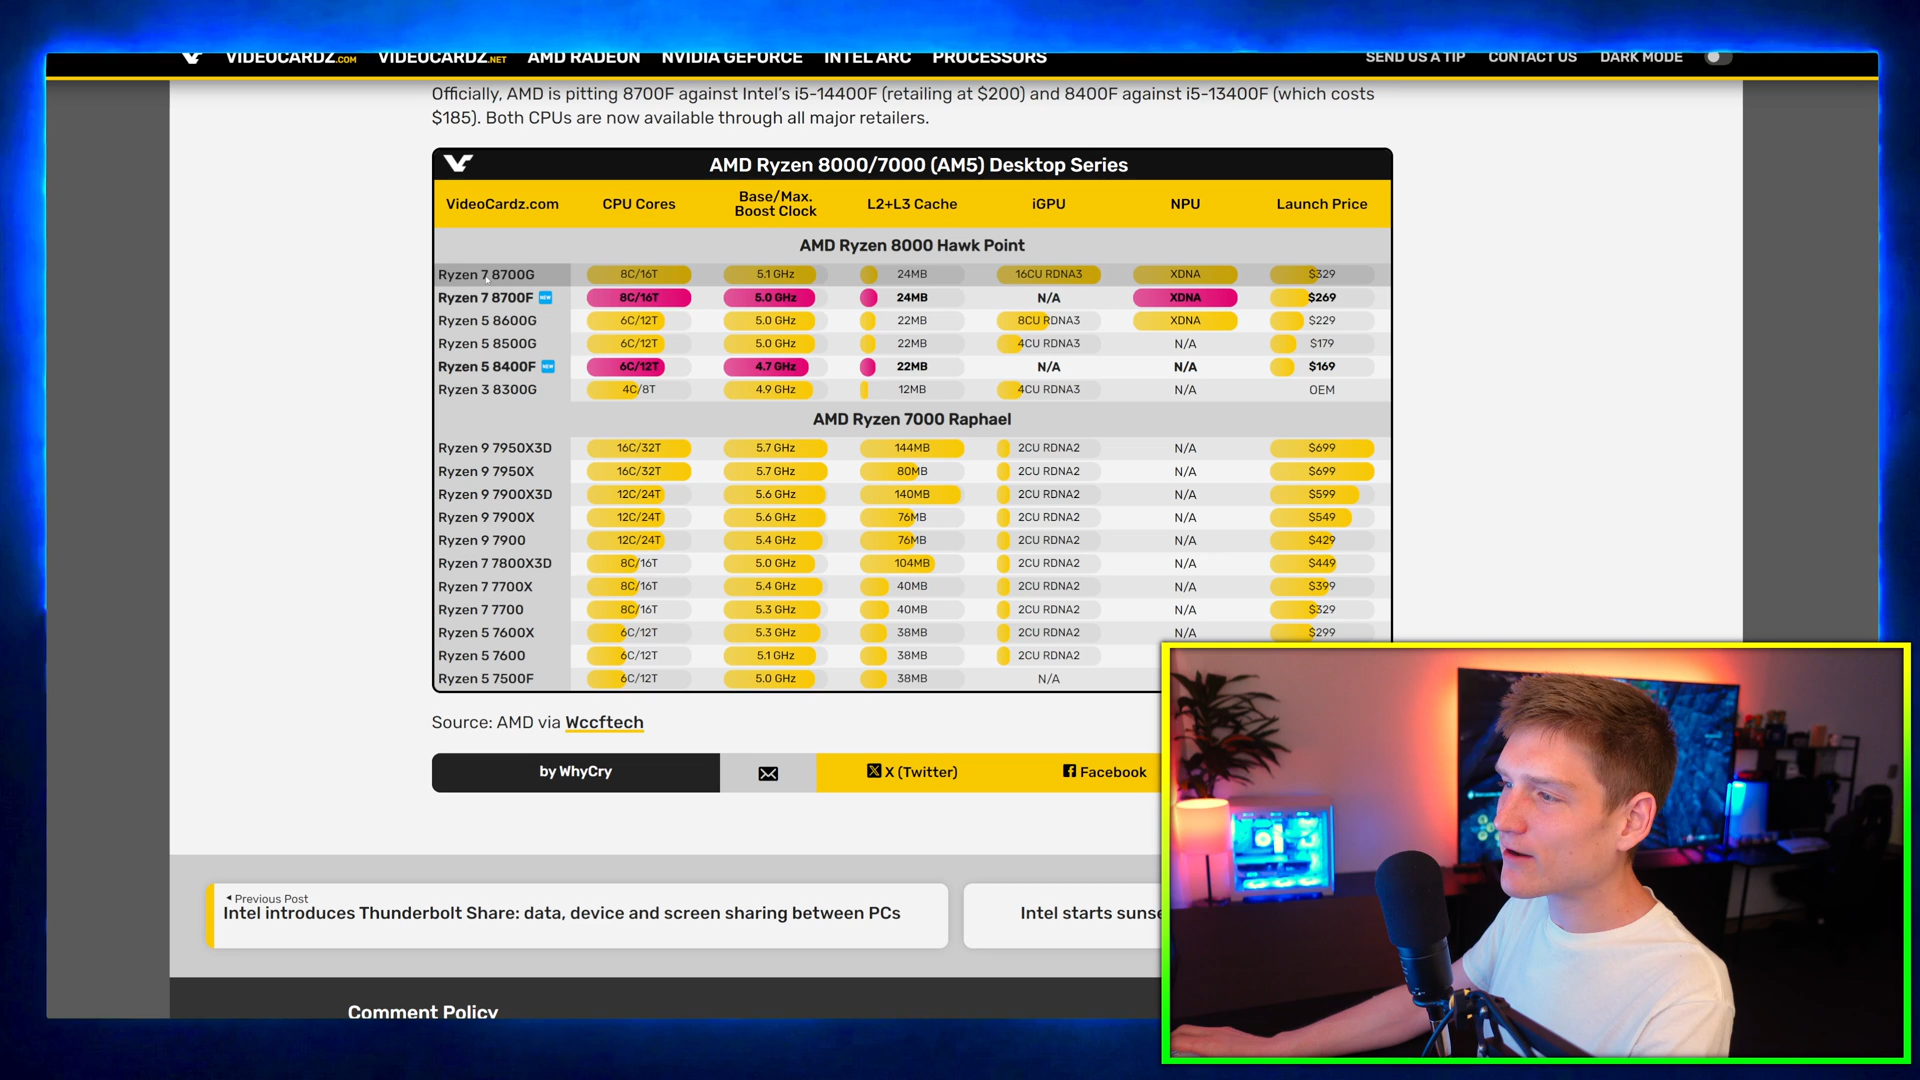 VIDEOCARDZ.COM VIDEOCARDZ.NET AMD RADEON NVIDIA GEFORCE INTEL ARC PROCESSORS SEND US A TIP CONTACT US DARK MODE
Officially, AMD is pitting 8700F against Intel's i5-14400F (retailing at $200) and 8400F against i5-13400F (which costs
$185). Both CPUs are now available through all major retailers.
AMD Ryzen 8000/7000 (AM5) Desktop Series
VideoCardz.com CPU Cores Base/Max. Boost Clock L2+L3 Cache iGPU NPU Launch Price
AMD Ryzen 8000 Hawk Point
Ryzen 7 8700G 8C/16T 5.1 GHz 24MB 16CU RDNA3 XDNA $329
Ryzen 7 8700F NEW 8C/16T 5.0 GHz 24MB N/A XDNA $269
Ryzen 5 8600G 6C/12T 5.0 GHz 22MB 8CU RDNA3 XDNA $229
Ryzen 5 8500G 6C/12T 5.0 GHz 22MB 4CU RDNA3 N/A $179
Ryzen 5 8400F NEW 6C/12T 4.7 GHz 22MB N/A N/A $169
Ryzen 3 8300G 4C/8T 4.9 GHz 12MB 4CU RDNA3 N/A OEM
AMD Ryzen 7000 Raphael
Ryzen 9 7950X3D 16C/32T 5.7 GHz 144MB 2CU RDNA2 N/A $699
Ryzen 9 7950X 16C/32T 5.7 GHz 80MB 2CU RDNA2 N/A $699
Ryzen 9 7900X3D 12C/24T 5.6 GHz 140MB 2CU RDNA2 N/A $599
Ryzen 9 7900X 12C/24T 5.6 GHz 76MB 2CU RDNA2 N/A $549
Ryzen 9 7900 12C/24T 5.4 GHz 76MB 2CU RDNA2 N/A $429
Ryzen 7 7800X3D 8C/16T 5.0 GHz 104MB 2CU RDNA2 N/A $449
Ryzen 7 7700X 8C/16T 5.4 GHz 40MB 2CU RDNA2 N/A $399
Ryzen 7 7700 8C/16T 5.3 GHz 40MB 2CU RDNA2 N/A $329
Ryzen 5 7600X 6C/12T 5.3 GHz 38MB 2CU RDNA2 N/A $299
Ryzen 5 7600 6C/12T 5.1 GHz 38MB 2CU RDNA2
Ryzen 5 7500F 6C/12T 5.0 GHz 38MB N/A
Source: AMD via Wccftech
by WhyCry X (Twitter) Facebook
Previous Post
Intel introduces Thunderbolt Share: data, device and screen sharing between PCs
Intel starts sunse
Comment Policy